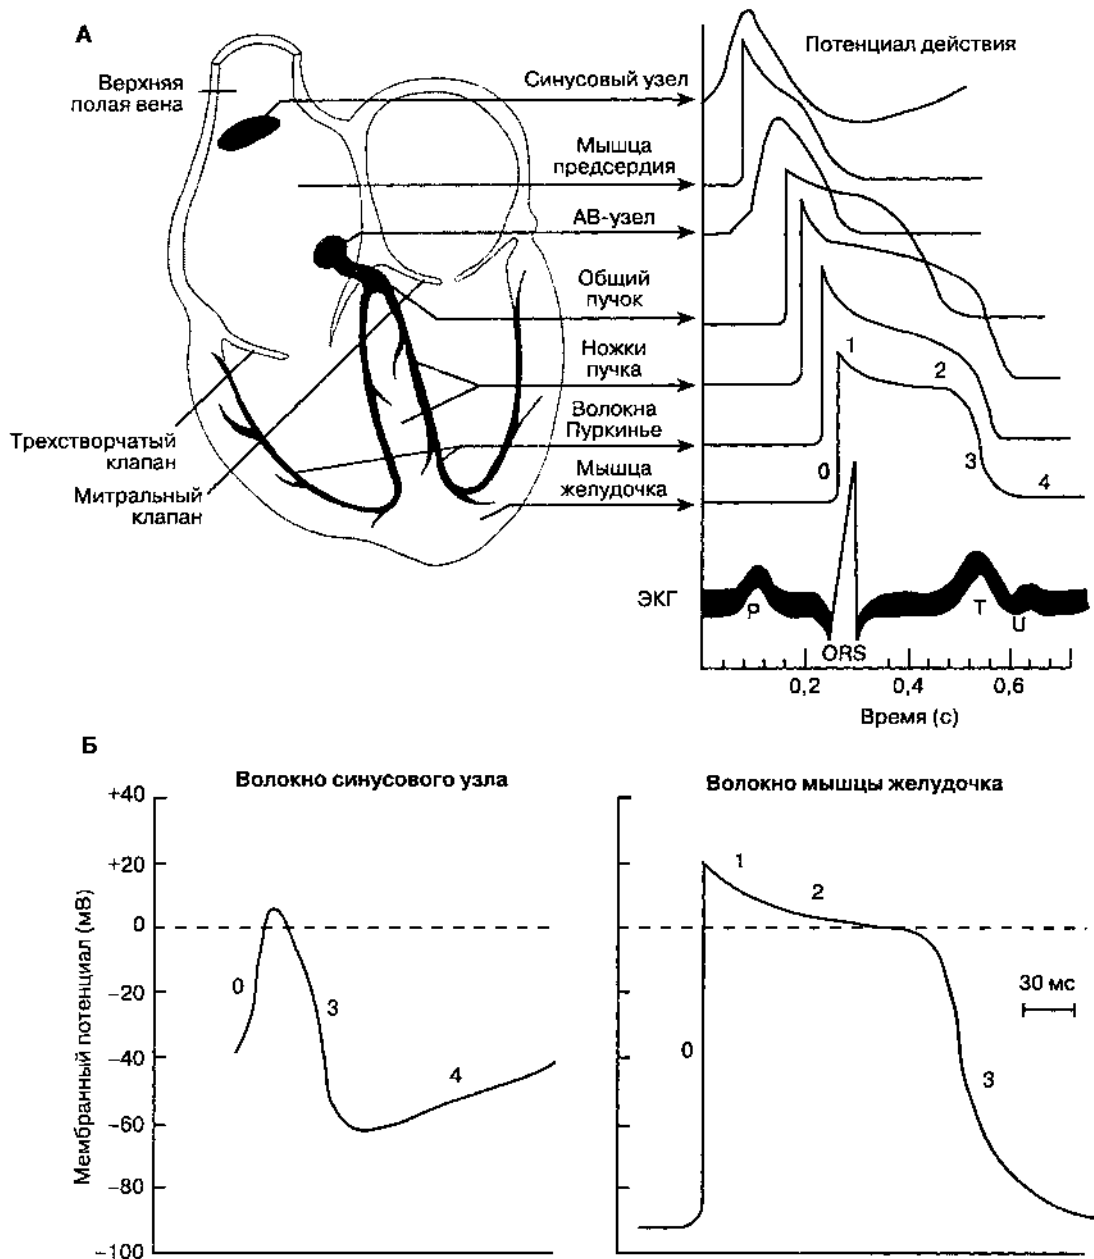 А
Верхняя
полая вена
Потенциал действия
Синусовый узел
Мышца
предсердия
АВ-узел
Общий
пучок
Ножки
пучка
Волокна
Пуркинье
Мышца
желудочка
Трехстворчатый
клапан
Митральный
клапан
1
2
0
3
4
ЭКГ
P
T
U
ORS
0,2
0,4
0,6
Время (с)
Б
Волокно синусового узла
Волокно мышцы желудочка
Мембранный потенциал (мВ)
+40
+20
0
−20
−40
−60
−80
−100
0
3
4
1
2
30 мс
0
3